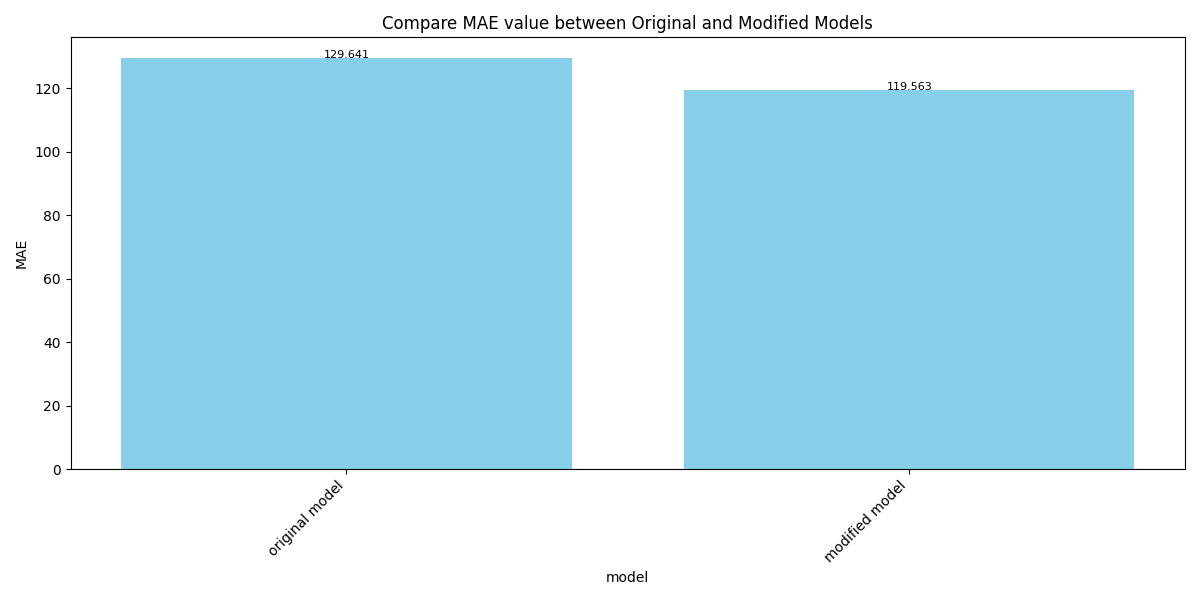 Compare MAE value between Original and Modified Models
129.641
119.563
120
100
80
60
40
20
0
MAE
original model
modified model
model